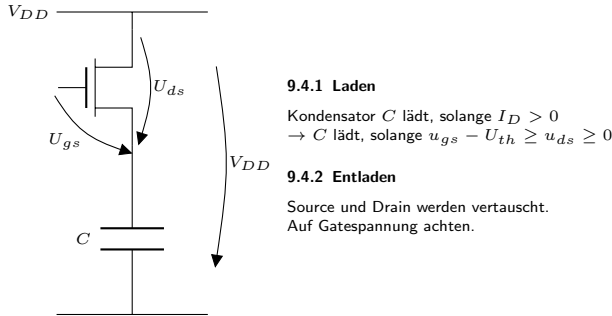 V_{DD}
U_{ds}
U_{gs}
V_{DD}
C
9.4.1 Laden
Kondensator C lädt, solange I_D > 0
→ C lädt, solange u_{gs} − U_{th} ≥ u_{ds} ≥ 0
9.4.2 Entladen
Source und Drain werden vertauscht.
Auf Gatespannung achten.